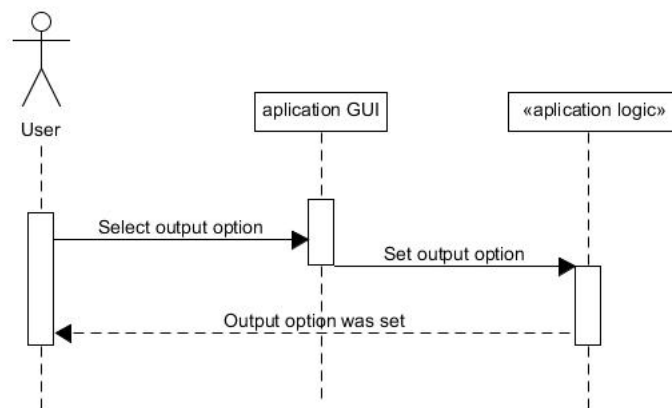 aplication GUI
«aplication logic»
User
Select output option
Set output option
Output option was set